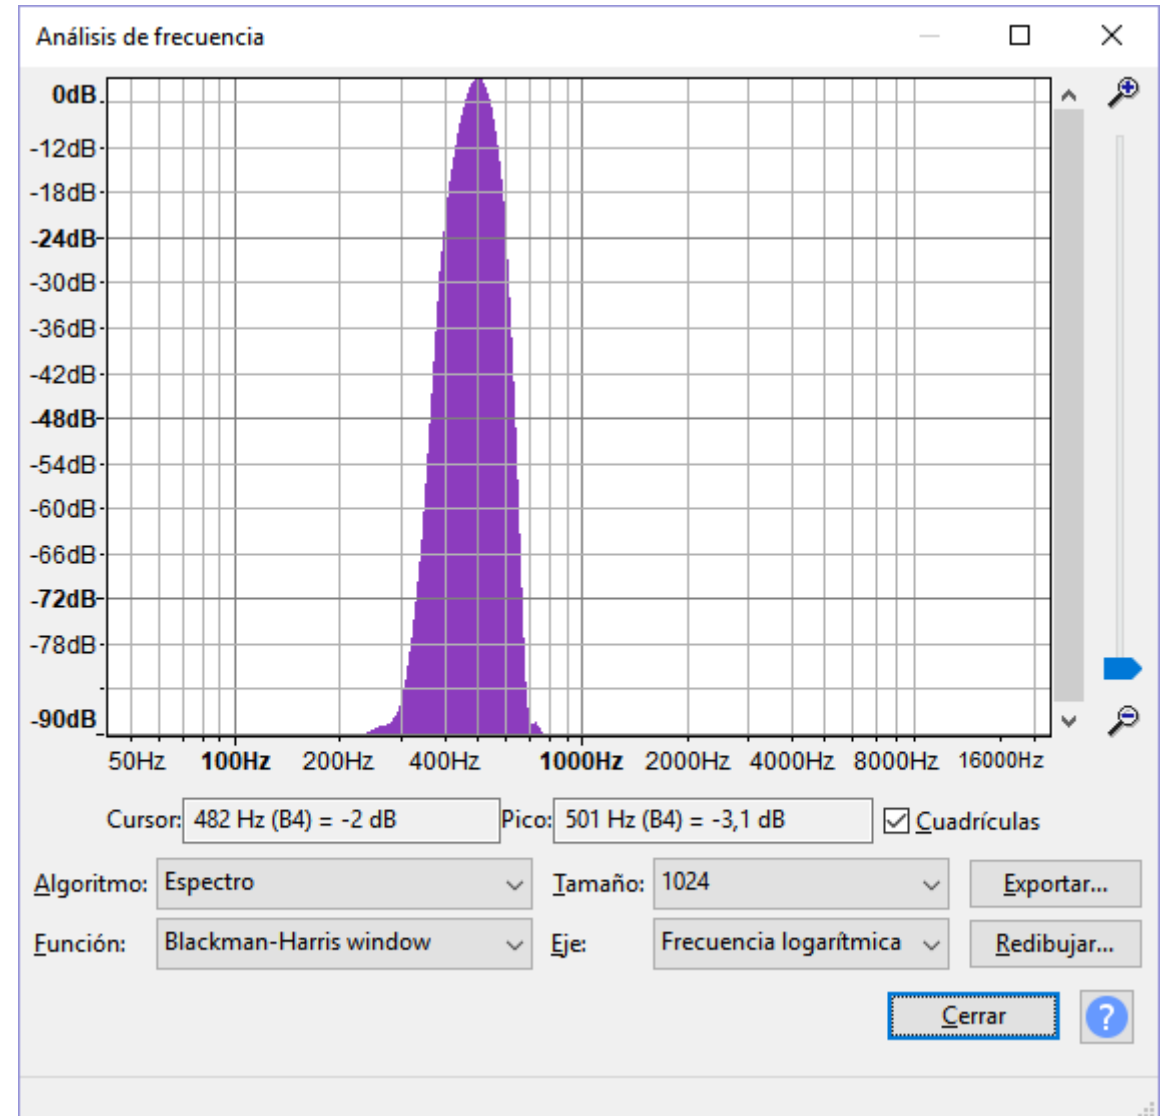 Análisis de frecuencia
0dB
-12dB
-18dB
-24dB
-30dB
-36dB
-42dB
-48dB
-54dB
-60dB
-66dB
-72dB
-78dB
-90dB
50Hz 100Hz 200Hz 400Hz 1000Hz 2000Hz 4000Hz 8000Hz 16000Hz
Cursor: 482 Hz (B4) = -2 dB Pico: 501 Hz (B4) = -3,1 dB Cuadrículas
Algoritmo: Espectro Tamaño: 1024 Exportar...
Función: Blackman-Harris window Eje: Frecuencia logarítmica Redibujar...
Cerrar ?